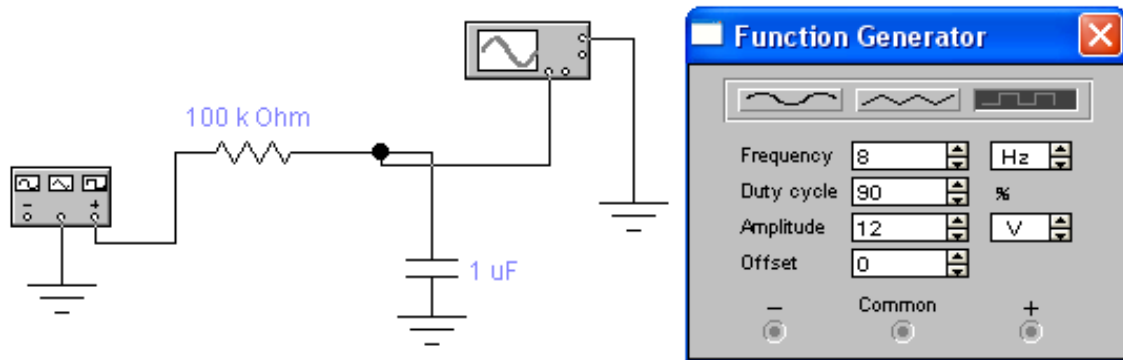 100 k Ohm
- +
1 uF
Function Generator
Frequency 8 Hz
Duty cycle 90 %
Amplitude 12 V
Offset 0
- Common +